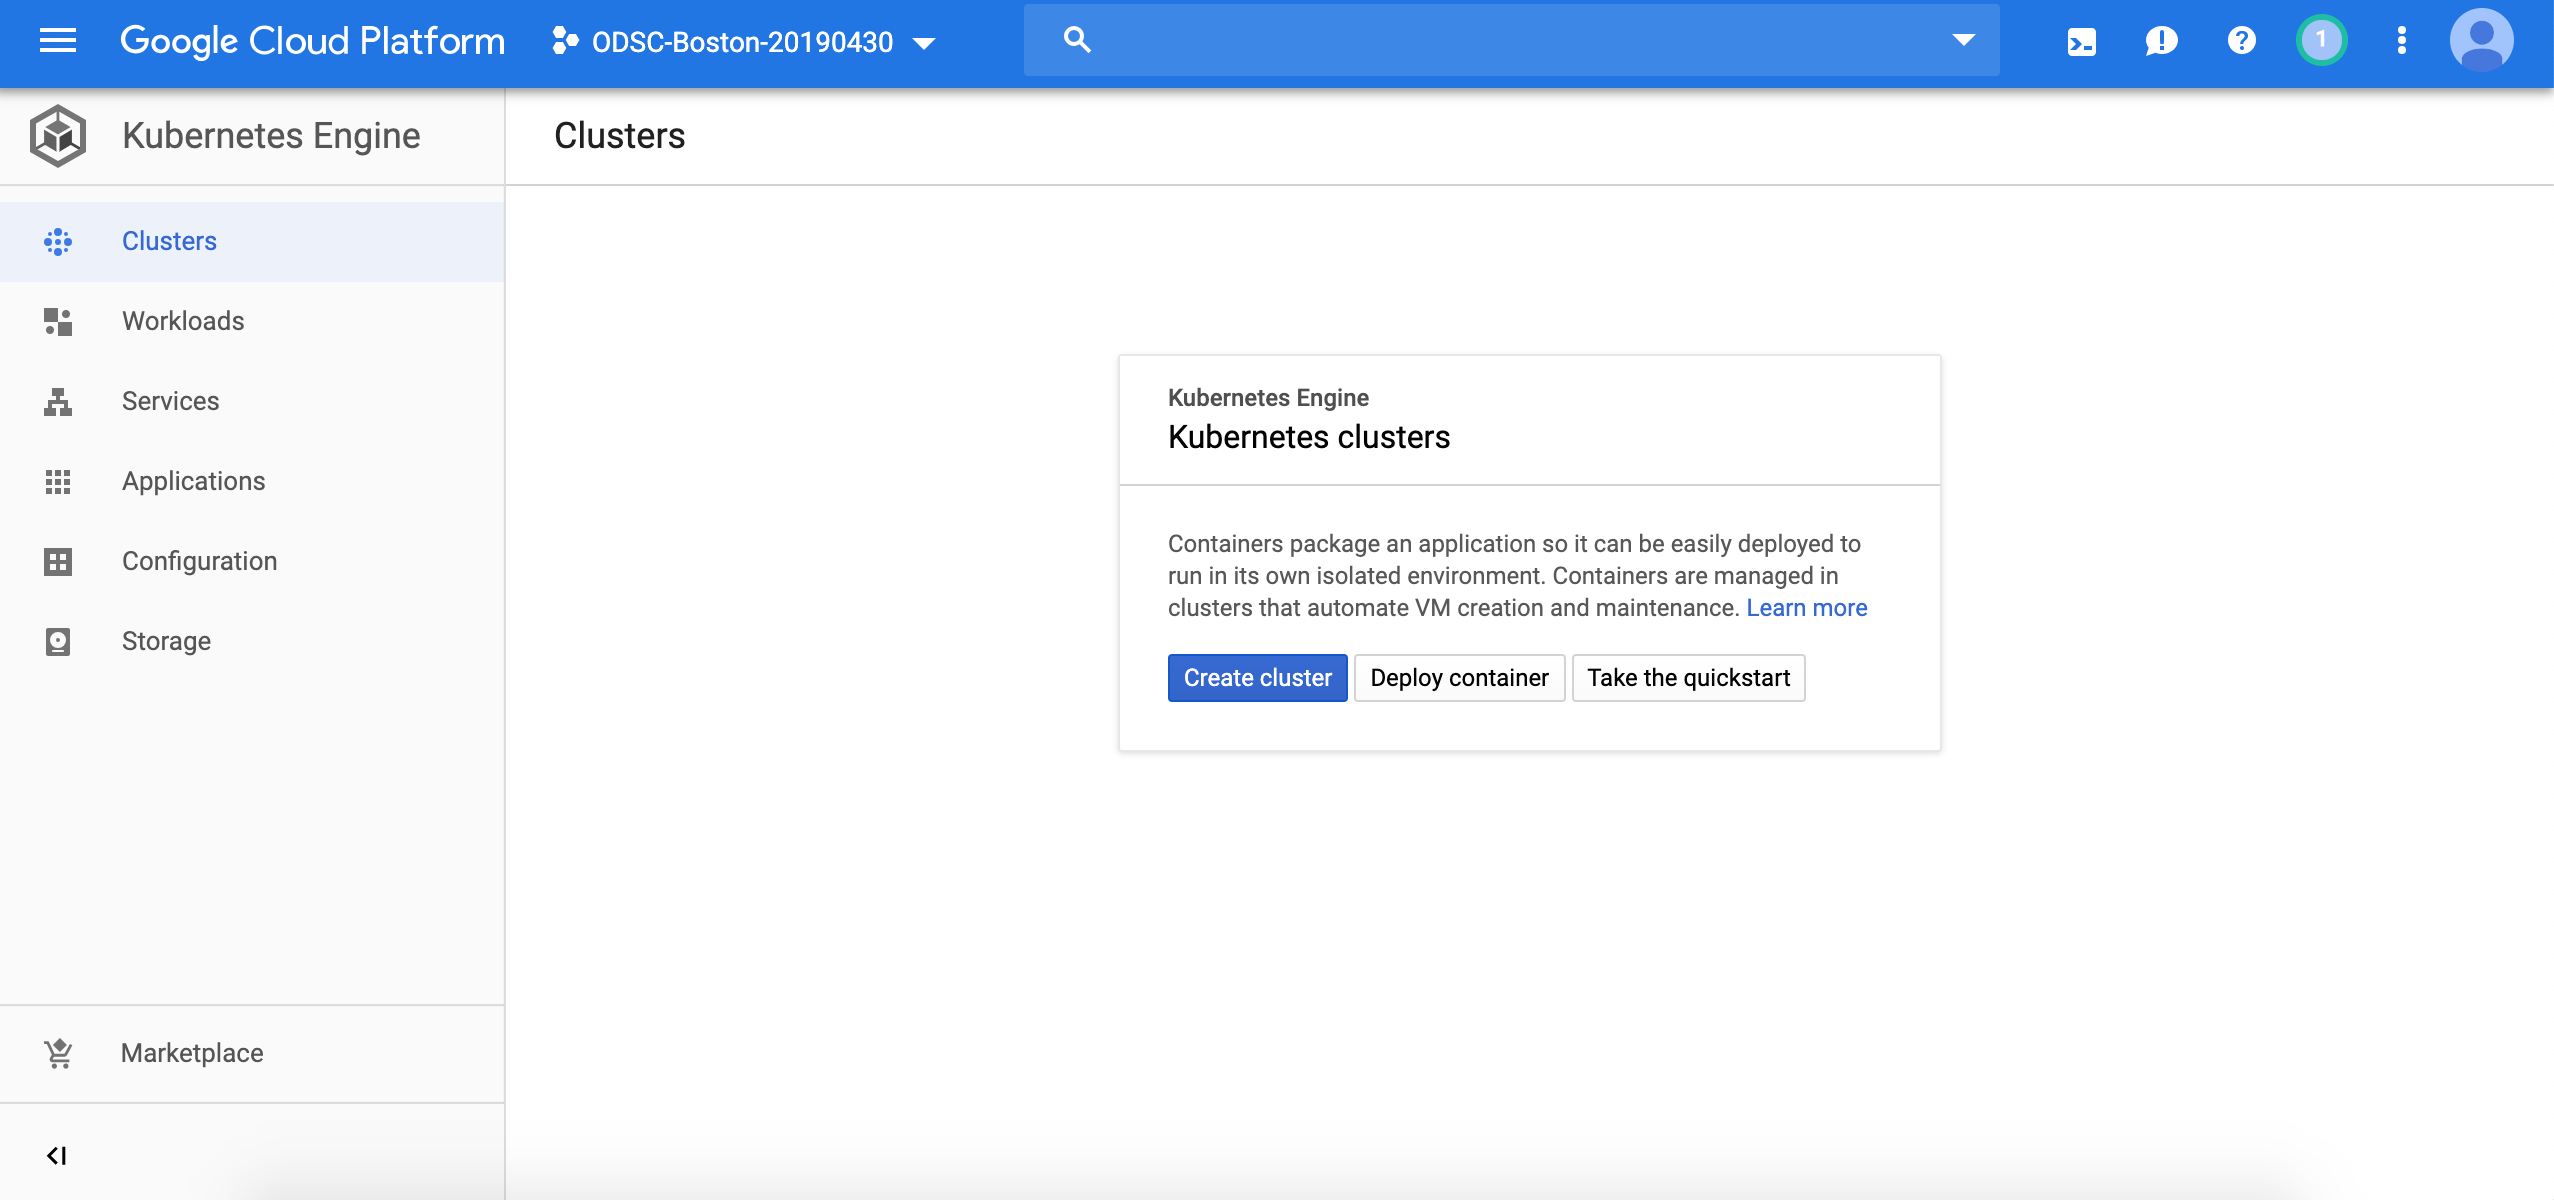 Google Cloud Platform
ODSC-Boston-20190430
1
Kubernetes Engine
Clusters
Clusters
Workloads
Services
Applications
Configuration
Storage
Marketplace
Kubernetes Engine
Kubernetes clusters
Containers package an application so it can be easily deployed to
run in its own isolated environment. Containers are managed in
clusters that automate VM creation and maintenance. Learn more
Create cluster
Deploy container
Take the quickstart